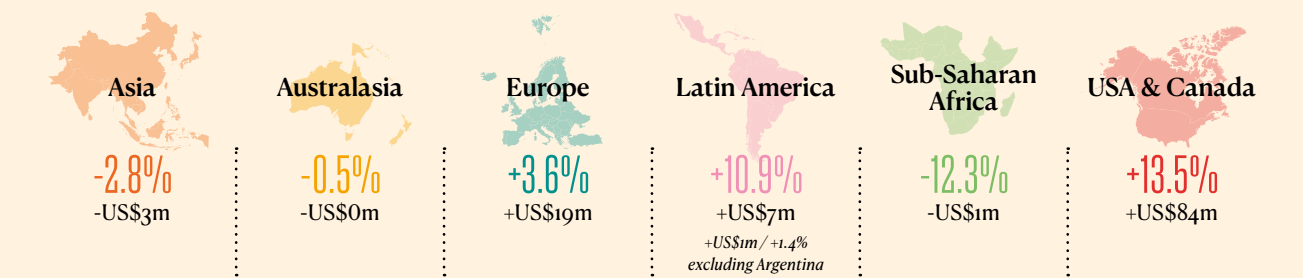 Asia
-2.8%
-US$3m
Australasia
-0.5%
-US$0m
Europe
+3.6%
+US$19m
Latin America
+10.9%
+US$7m
+US$1m / +1.4%
excluding Argentina
Sub-Saharan
Africa
-12.3%
-US$1m
USA & Canada
+13.5%
+US$84m